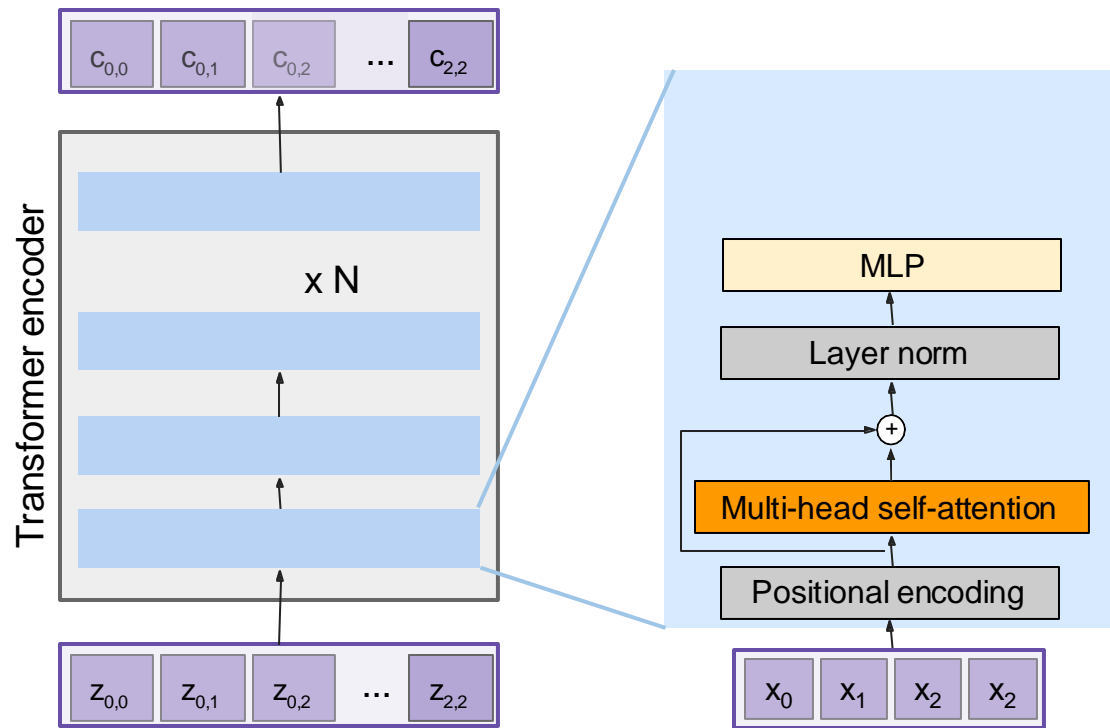 c0,0 c0,1 c0,2 ... c2,2
Transformer encoder
x N
z0,0 z0,1 z0,2 ... z2,2
MLP
Layer norm
+
Multi-head self-attention
Positional encoding
x0 x1 x2 x2